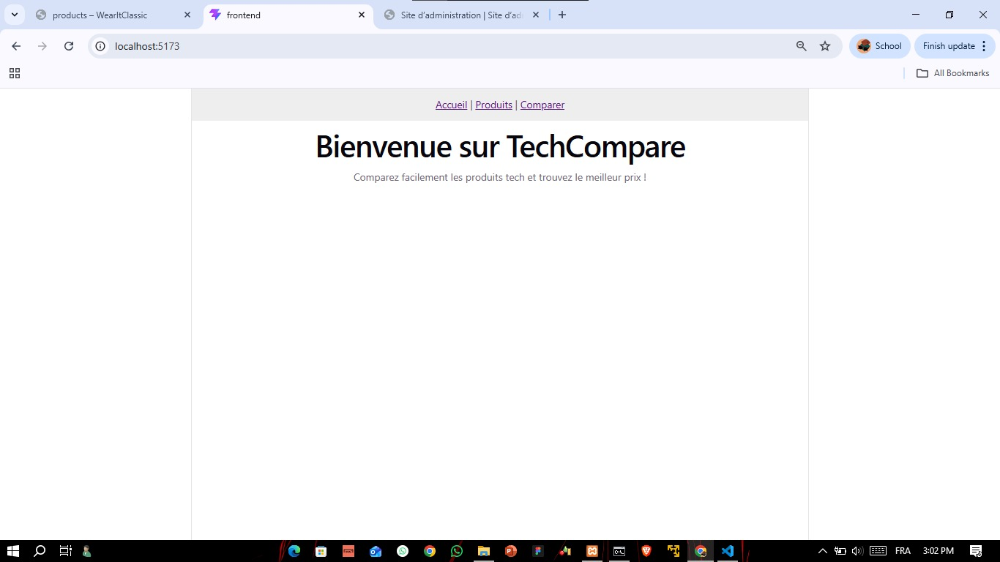 products – WearItClassic
frontend
Site d'administration | Site d'ad
localhost:5173
School
Finish update
All Bookmarks
Accueil | Produits | Comparer
Bienvenue sur TechCompare
Comparez facilement les produits tech et trouvez le meilleur prix !
FRA
3:02 PM